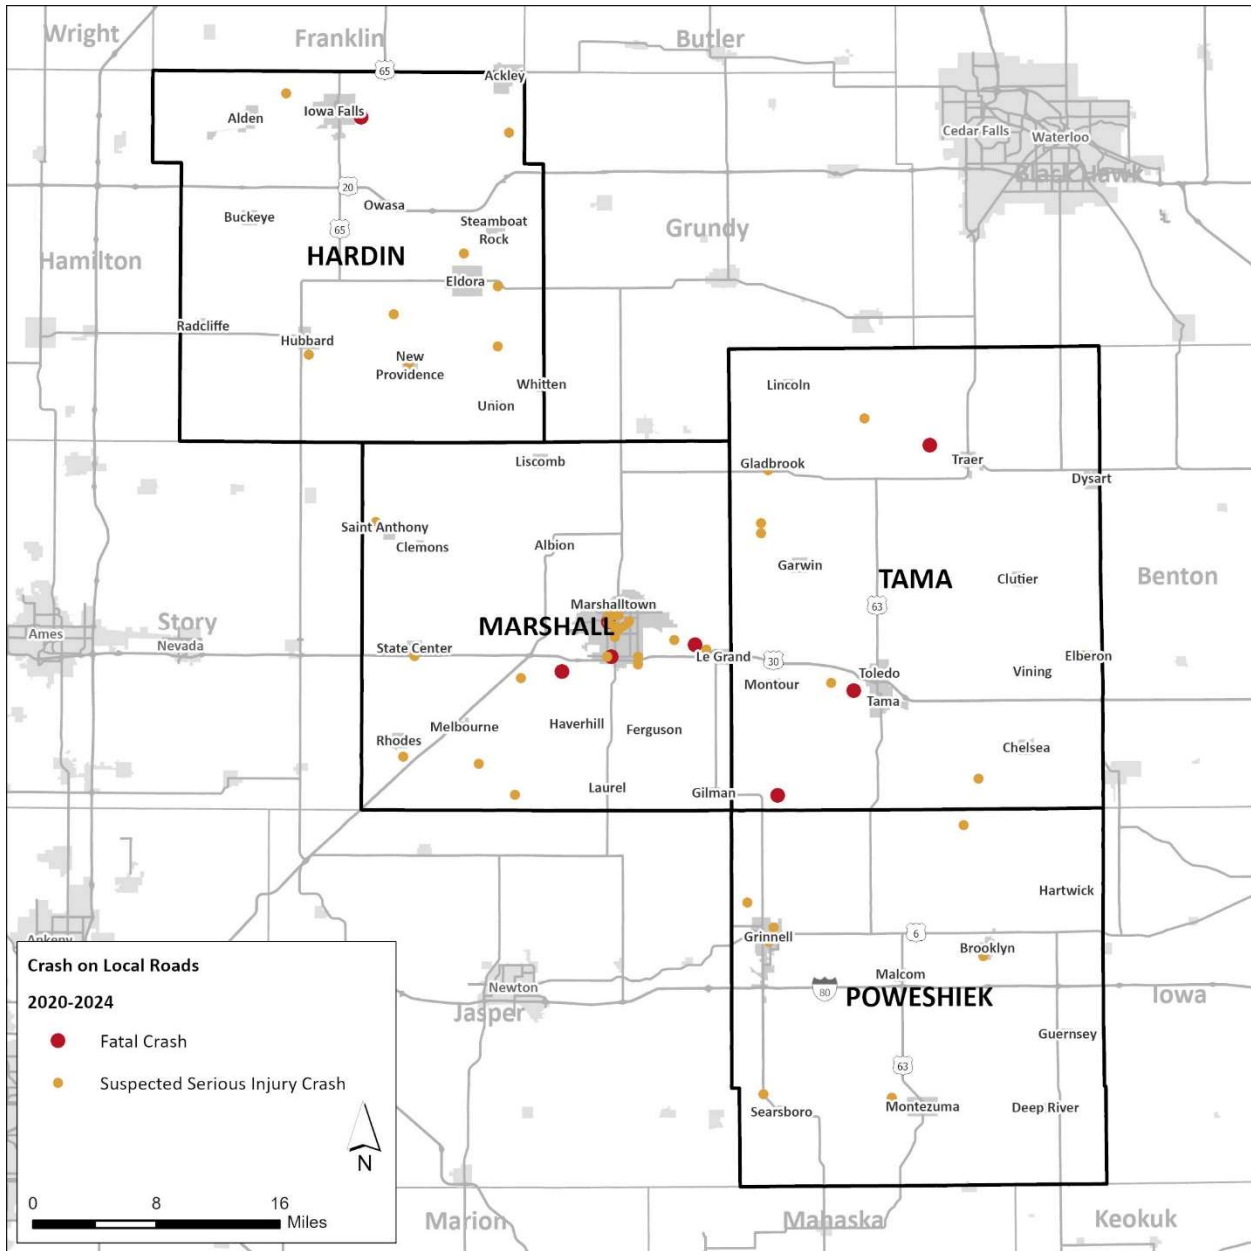 Wright
Franklin
Butler
65
Ackley
Alden
Iowa Falls
Cedar Falls
Waterloo
Black Hawk
20
Owasa
Buckeye
65
Steamboat
Rock
Grundy
HARDIN
Hamilton
Eldora
Radcliffe
Hubbard
New
Providence
Whitten
Union
Lincoln
Liscomb
Gladbrook
Traer
Dysart
Saint Anthony
Clemons
Albion
Garwin
TAMA
Clutier
Benton
Marshalltown
63
Story
MARSHALL
Ames
Nevada
State Center
Le Grand
30
Elberon
Toledo
Vining
Montour
Tama
Melbourne
Haverhill
Ferguson
Rhodes
Chelsea
Laurel
Gilman
Hartwick
Grinnell
6
Brooklyn
Ankeny
Malcom
Newton
80
POWESHIEK
Iowa
Jasper
Guernsey
63
Searsboro
Montezuma
Deep River
Crash on Local Roads
2020-2024
Fatal Crash
Suspected Serious Injury Crash
N
0 8 16
Miles
Marion
Mahaska
Keokuk